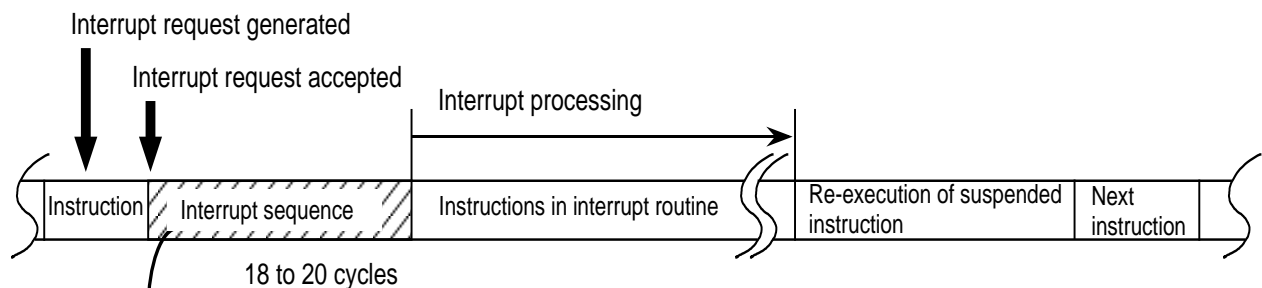 Interrupt request generated
Interrupt request accepted
Interrupt processing
Instruction
Interrupt sequence
Instructions in interrupt routine
Re-execution of suspended
instruction
Next
instruction
18 to 20 cycles